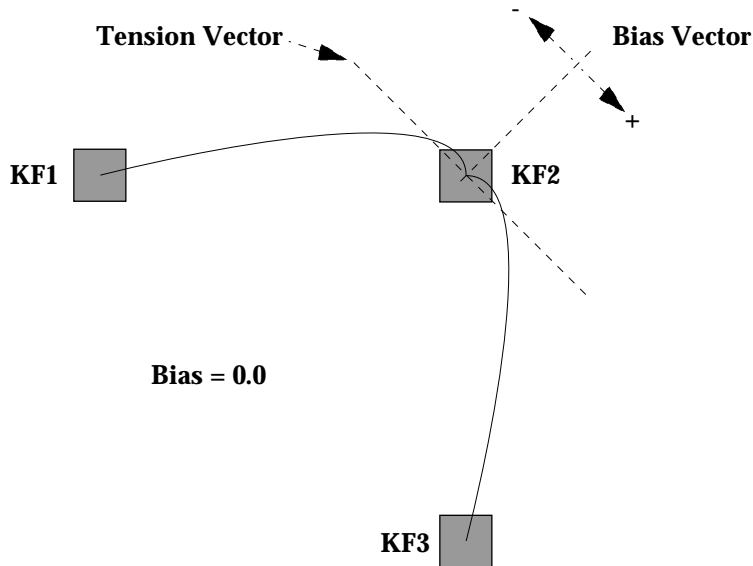 -
Tension Vector
Bias Vector
+
KF1
KF2
Bias = 0.0
KF3